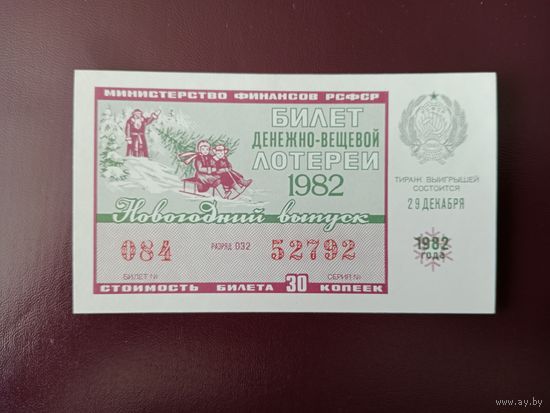 МИНИСТЕРСТВО ФИНАНСОВ РСФСР
БИЛЕТ
ДЕНЕЖНО-ВЕЩЕВОЙ
ЛОТЕРЕИ
1982
Новогодний выпуск
084 РАЗРЯД 032 52792
БИЛЕТ № СЕРИЯ №
СТОИМОСТЬ БИЛЕТА 30 КОПЕЕК
ТИРАЖ ВЫИГРЫШЕЙ
СОСТОИТСЯ
29 ДЕКАБРЯ
1982
ГОДА
www.ay.by